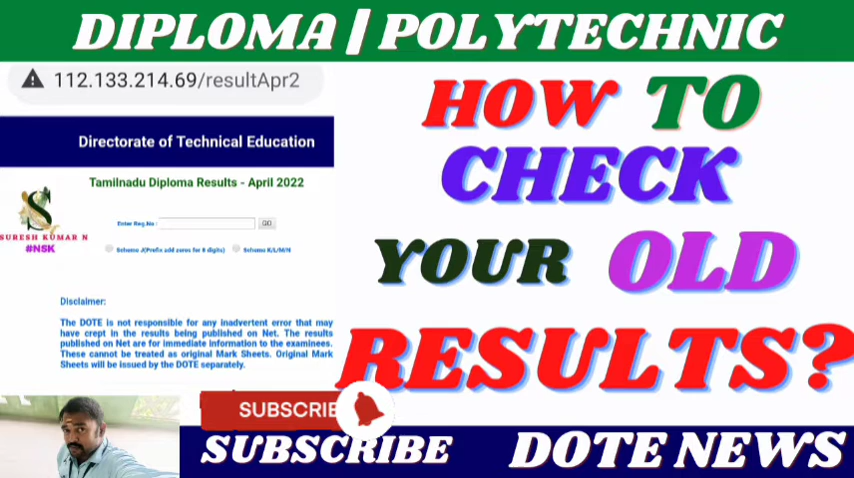 DIPLOMA | POLYTECHNIC
112.133.214.69/resultApr2
Directorate of Technical Education
Tamilnadu Diploma Results - April 2022
Enter Reg.No:
GO
Scheme J(Prefix add zeros for 8 digits)
Scheme K/L/M/N
S
SURESH KUMAR N
#NSK
Disclaimer:
The DOTE is not responsible for any inadvertent error that may
have crept in the results being published on Net. The results
published on Net are for immediate information to the examinees.
These cannot be treated as original Mark Sheets. Original Mark
Sheets will be issued by the DOTE separately.
HOW TO
CHECK
YOUR OLD
RESULTS?
SUBSCRIBE
SUBSCRIBE
DOTE NEWS